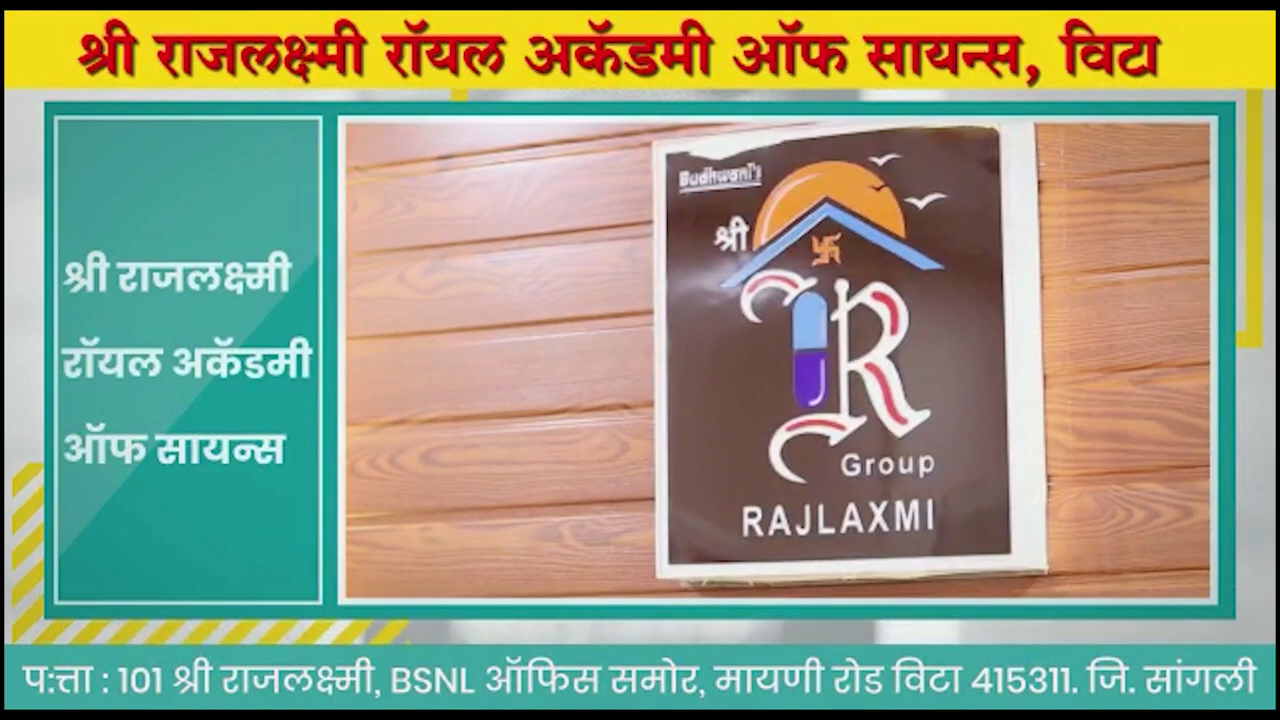 श्री राजलक्ष्मी रॉयल अकॅडमी ऑफ सायन्स, विटा
श्री राजलक्ष्मी
रॉयल अकॅडमी
ऑफ सायन्स
Budhwani's
श्री
R
Group
RAJLAXMI
प:त्ता : 101 श्री राजलक्ष्मी, BSNL ऑफिस समोर, मायणी रोड विटा 415311. जि. सांगली